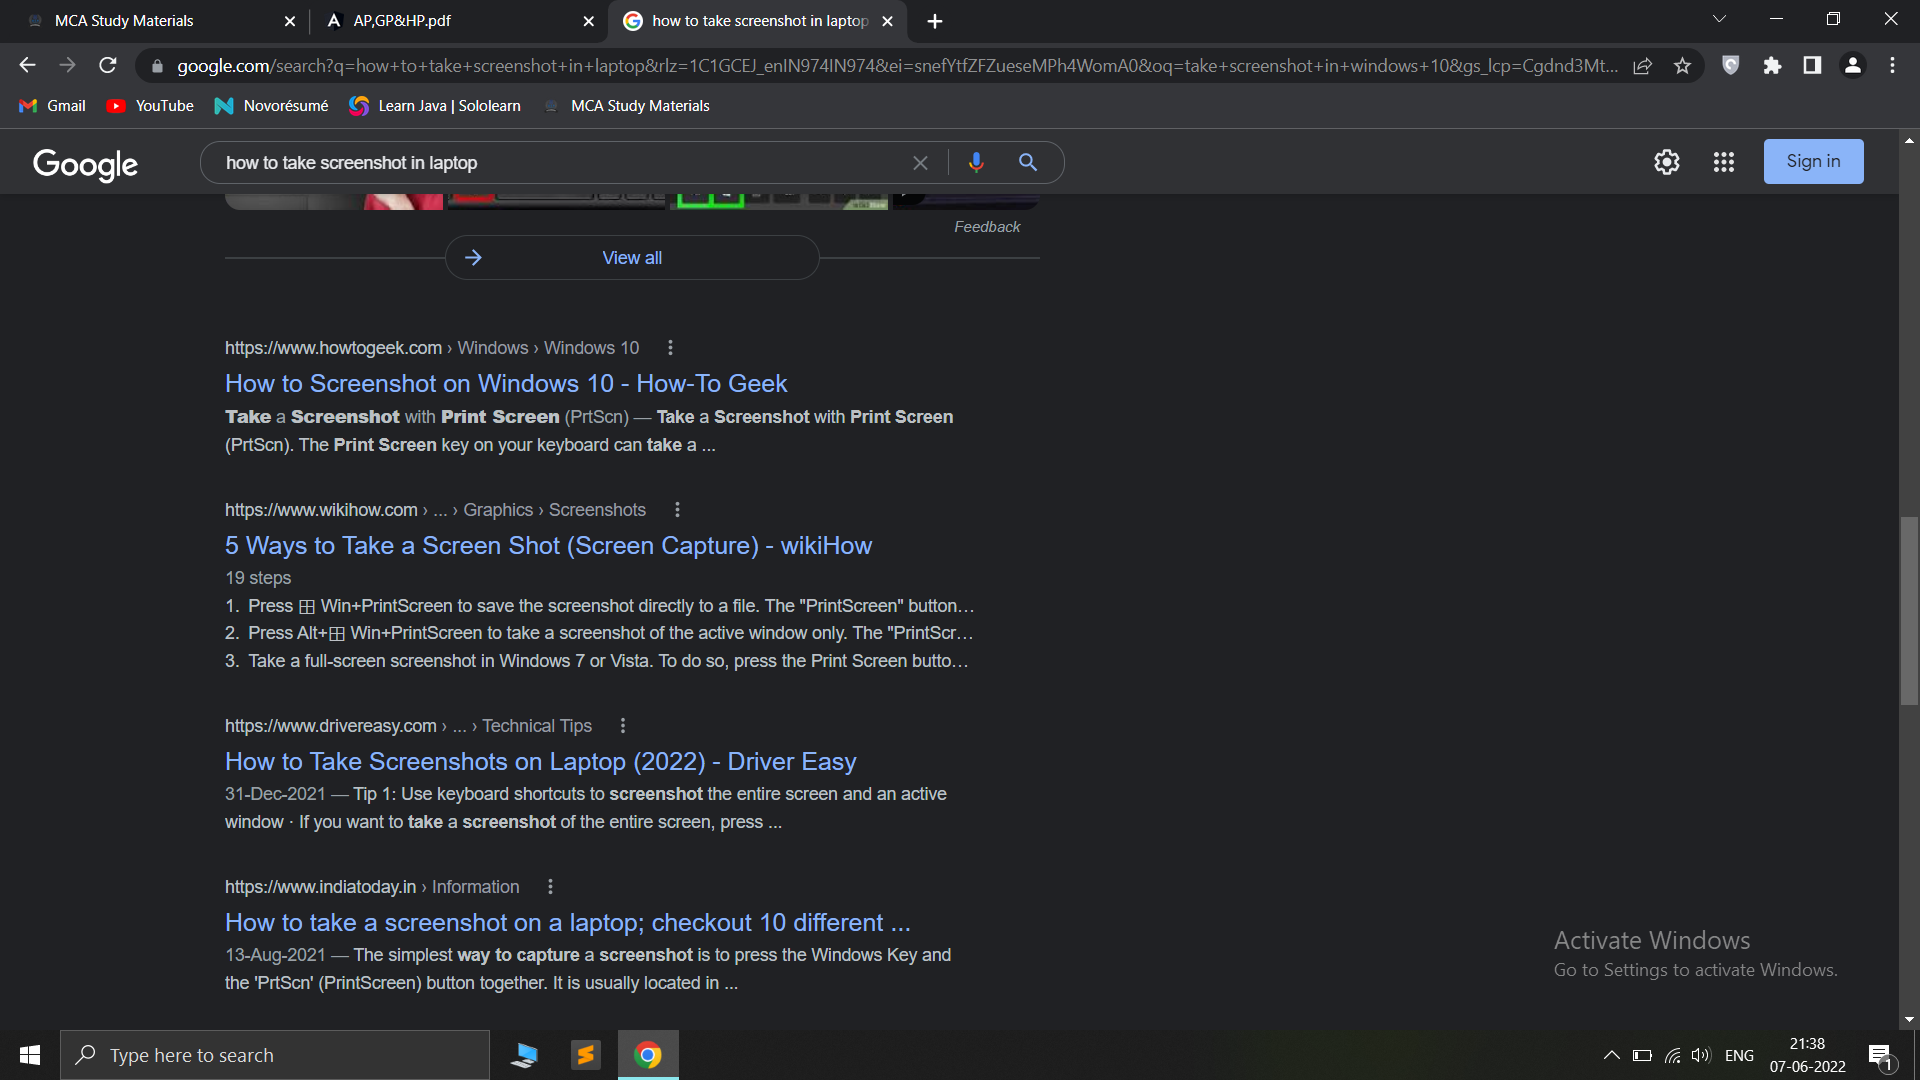 MCA Study Materials
AP,GP&HP.pdf
how to take screenshot in laptop
google.com/search?q=how+to+take+screenshot+in+laptop&rlz=1C1GCEJ_enIN974IN974&ei=snefYtfZFZueseMPh4WomA0&oq=take+screenshot+in+windows+10&gs_lcp=Cgdnd3Mt...
Gmail
YouTube
Novorésumé
Learn Java | Sololearn
MCA Study Materials
Google
how to take screenshot in laptop
Sign in
Feedback
View all
https://www.howtogeek.com › Windows › Windows 10
How to Screenshot on Windows 10 - How-To Geek
Take a Screenshot with Print Screen (PrtScn) — Take a Screenshot with Print Screen
(PrtScn). The Print Screen key on your keyboard can take a ...
https://www.wikihow.com › ... › Graphics › Screenshots
5 Ways to Take a Screen Shot (Screen Capture) - wikiHow
19 steps
1. Press ⊞ Win+PrintScreen to save the screenshot directly to a file. The "PrintScreen" button...
2. Press Alt+⊞ Win+PrintScreen to take a screenshot of the active window only. The "PrintScr...
3. Take a full-screen screenshot in Windows 7 or Vista. To do so, press the Print Screen butto...
https://www.drivereasy.com › ... › Technical Tips
How to Take Screenshots on Laptop (2022) - Driver Easy
31-Dec-2021 — Tip 1: Use keyboard shortcuts to screenshot the entire screen and an active
window · If you want to take a screenshot of the entire screen, press ...
https://www.indiatoday.in › Information
How to take a screenshot on a laptop; checkout 10 different ...
13-Aug-2021 — The simplest way to capture a screenshot is to press the Windows Key and
the 'PrtScn' (PrintScreen) button together. It is usually located in ...
Activate Windows
Go to Settings to activate Windows.
Type here to search
ENG
21:38
07-06-2022
1